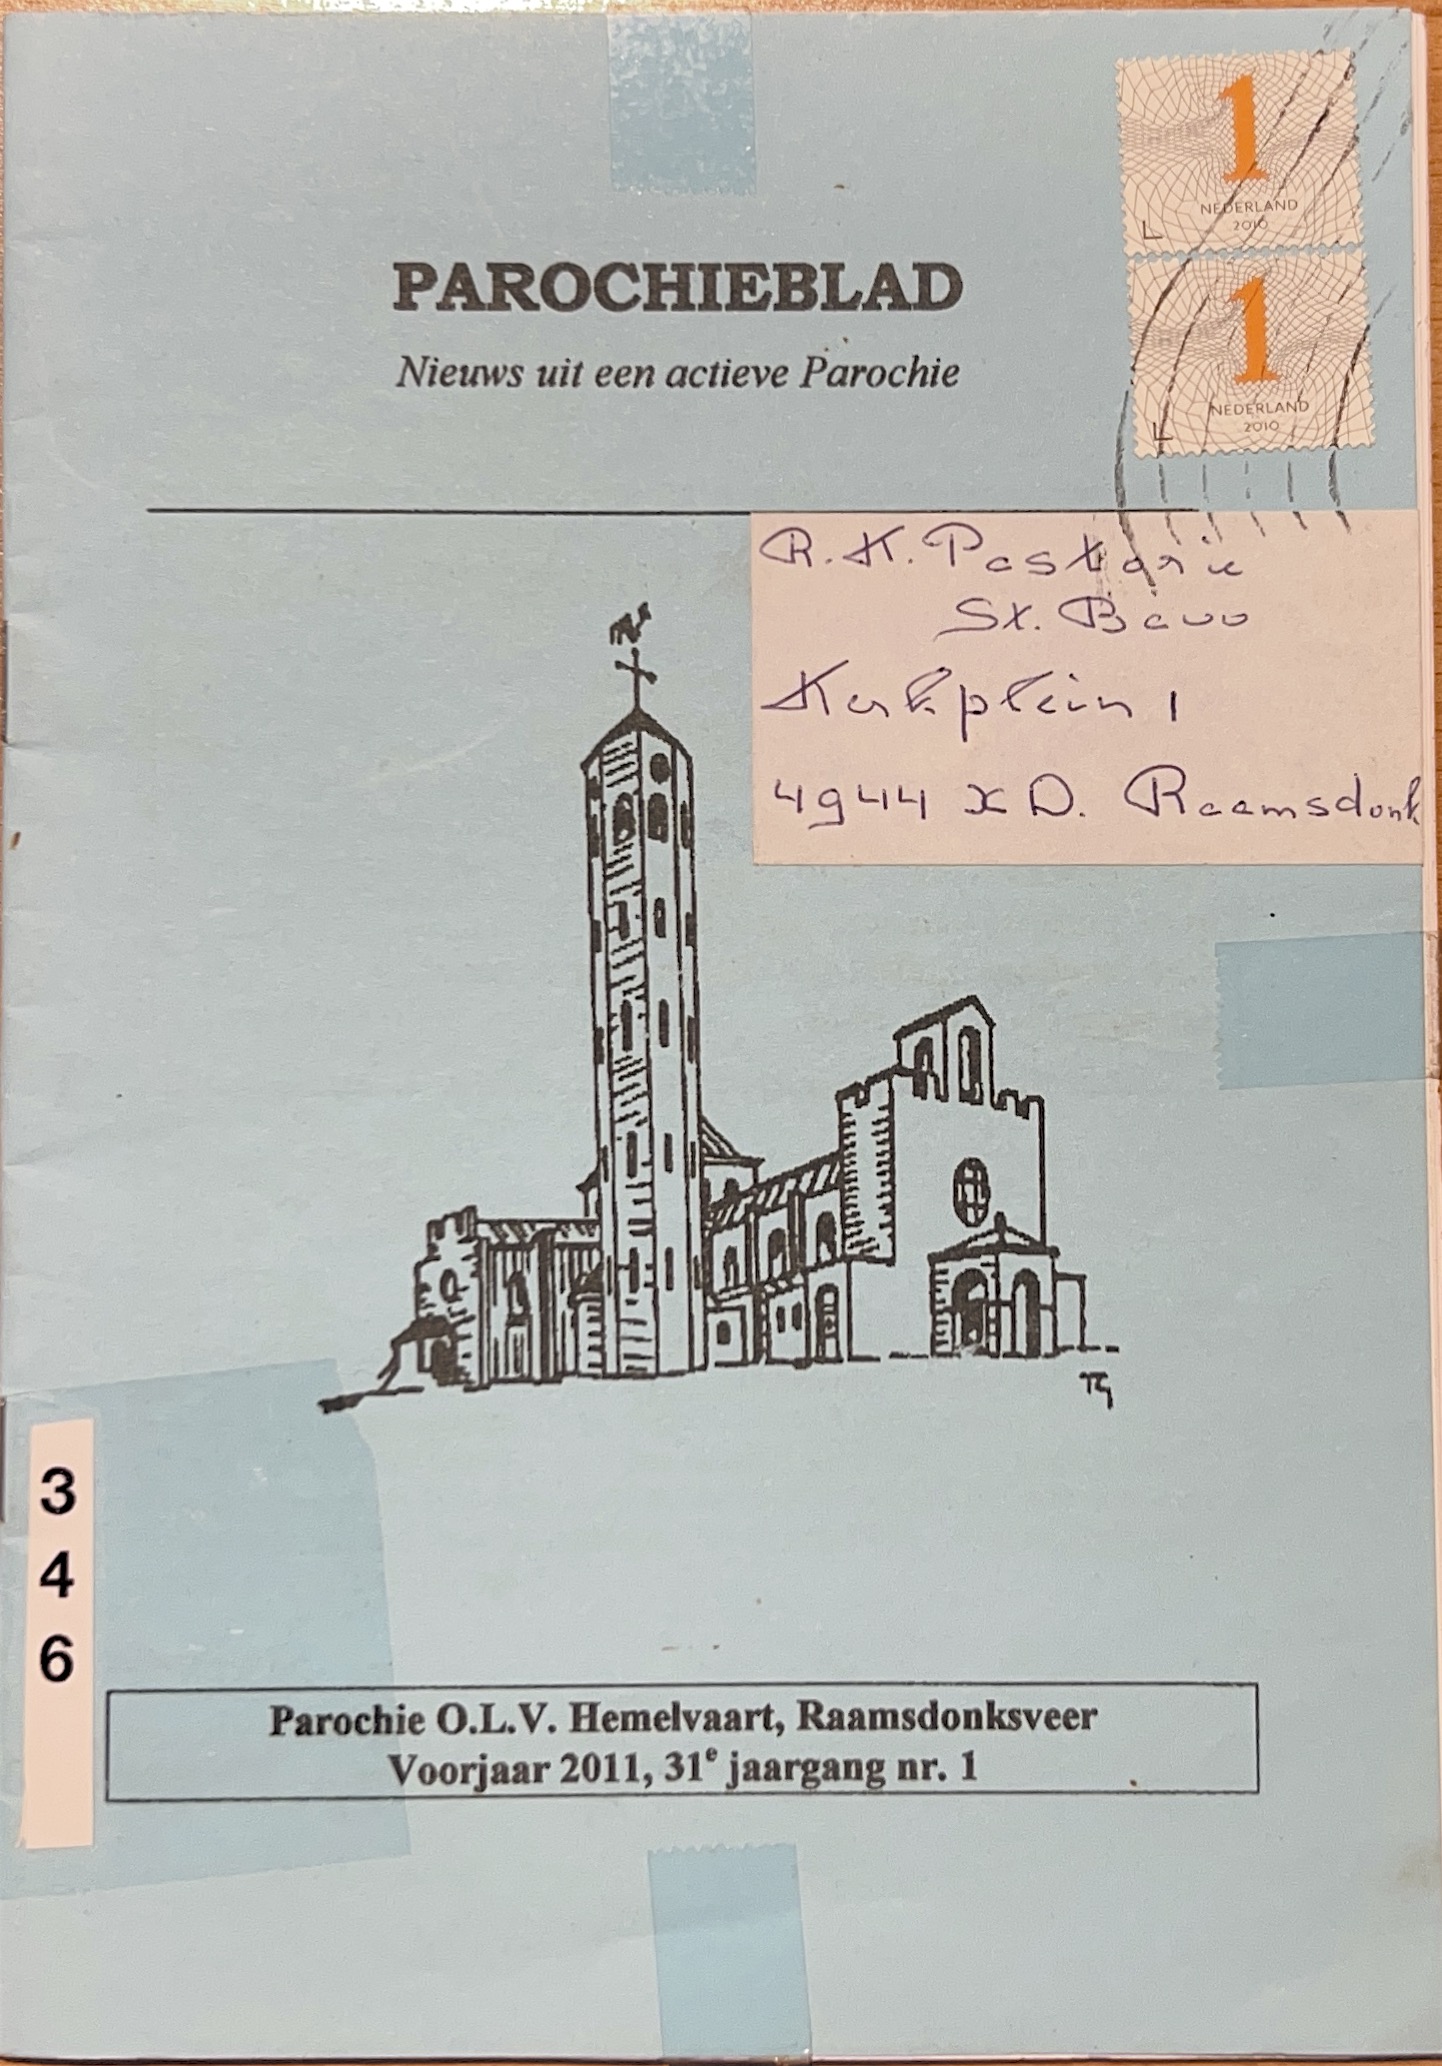 1
NEDERLAND
2010
L
1
NEDERLAND
2010
L
PAROCHIEBLAD
Nieuws uit een actieve Parochie
R.K. Pastorie
St. Bavo
Kerkplein 1
4944 XD. Raamsdonk
3
4
6
Parochie O.L.V. Hemelvaart, Raamsdonksveer
Voorjaar 2011, 31e jaargang nr. 1